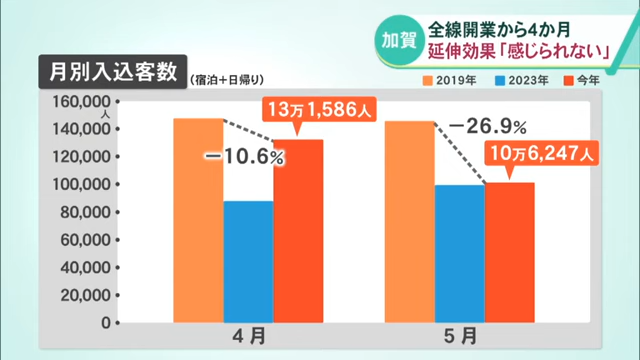 加賀
全線開業から4か月
延伸効果「感じられない」
月別入込客数
(宿泊+日帰り)
2019年 2023年 今年
160,000
人
140,000
120,000
100,000
80,000
60,000
40,000
20,000
0
13万1,586人
-10.6%
-26.9%
10万6,247人
4月 5月